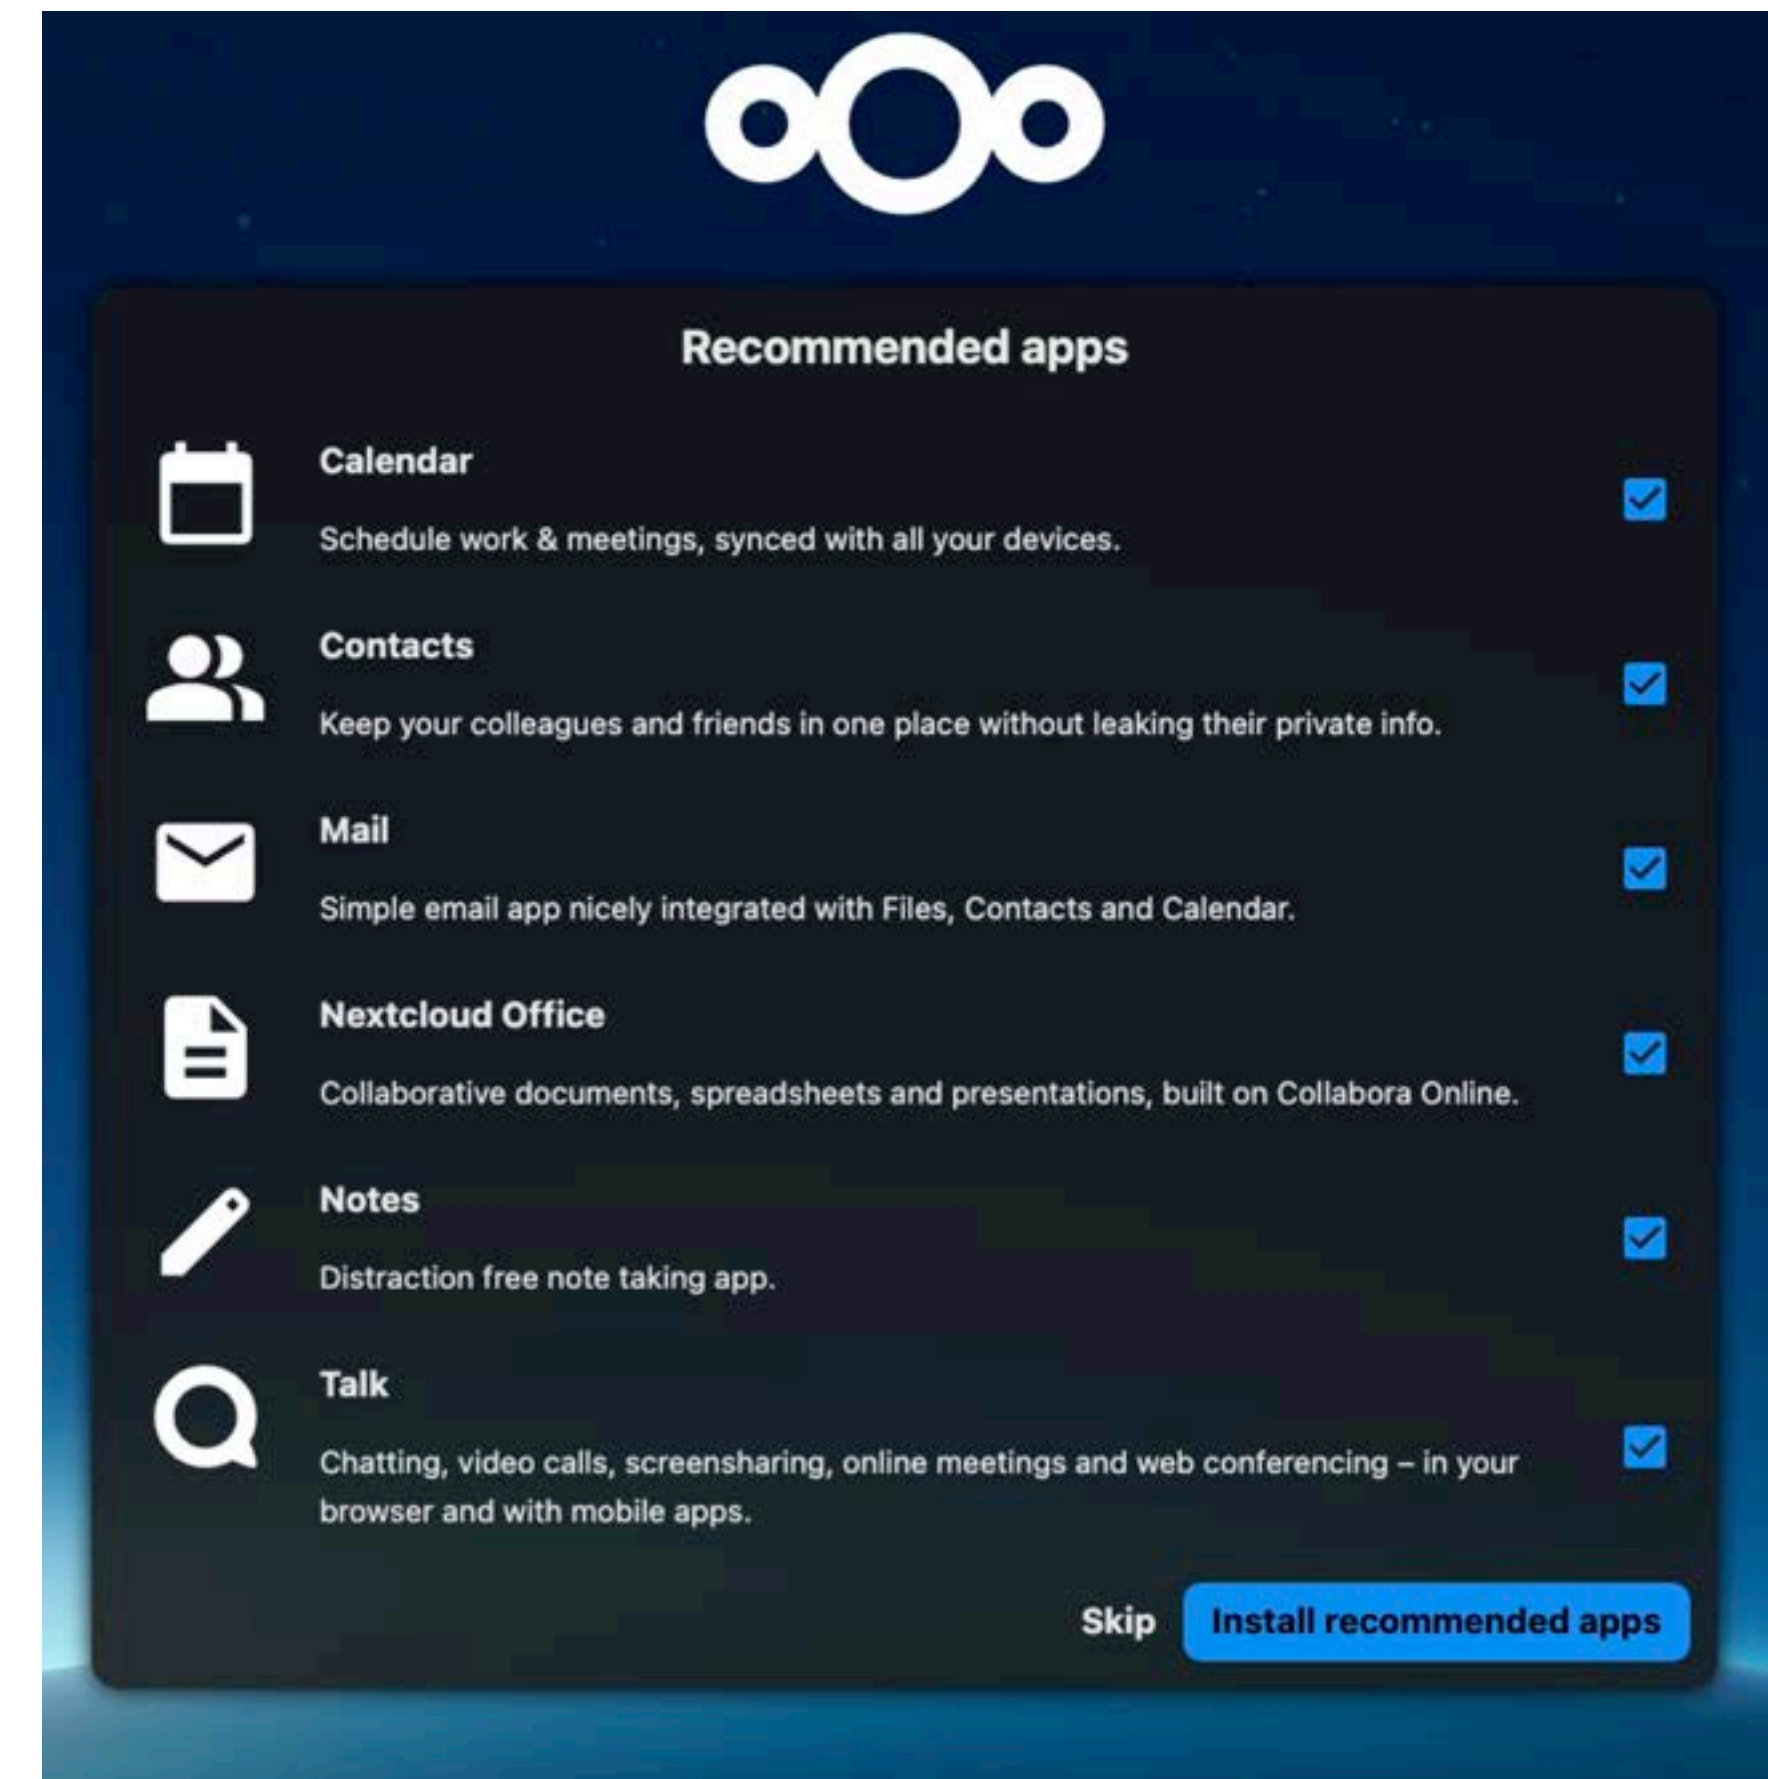 Recommended apps
Calendar
Schedule work & meetings, synced with all your devices.
Contacts
Keep your colleagues and friends in one place without leaking their private info.
Mail
Simple email app nicely integrated with Files, Contacts and Calendar.
Nextcloud Office
Collaborative documents, spreadsheets and presentations, built on Collabora Online.
Notes
Distraction free note taking app.
Talk
Chatting, video calls, screensharing, online meetings and web conferencing – in your
browser and with mobile apps.
Skip Install recommended apps